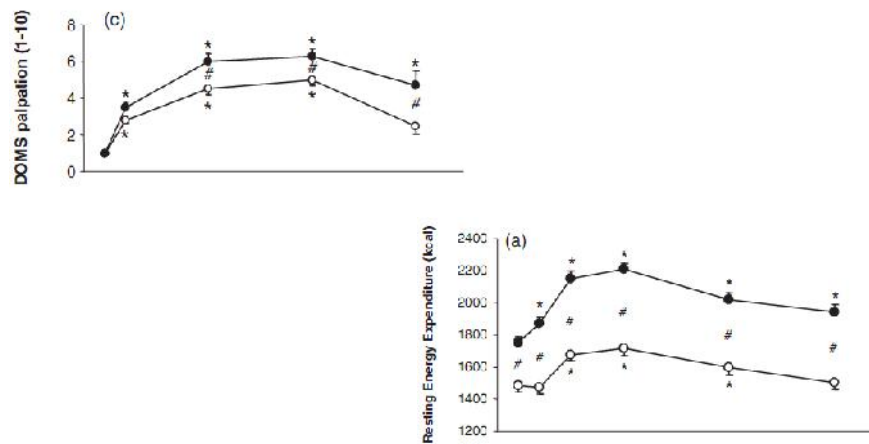 (c)
DOMS palpation (1-10)
8
6
4
2
0
* * * * *
# # #
* * *
(a)
Resting Energy Expenditure (kcal)
2400
2200
2000
1800
1600
1400
1200
* * * * *
# # # # # #
* * *